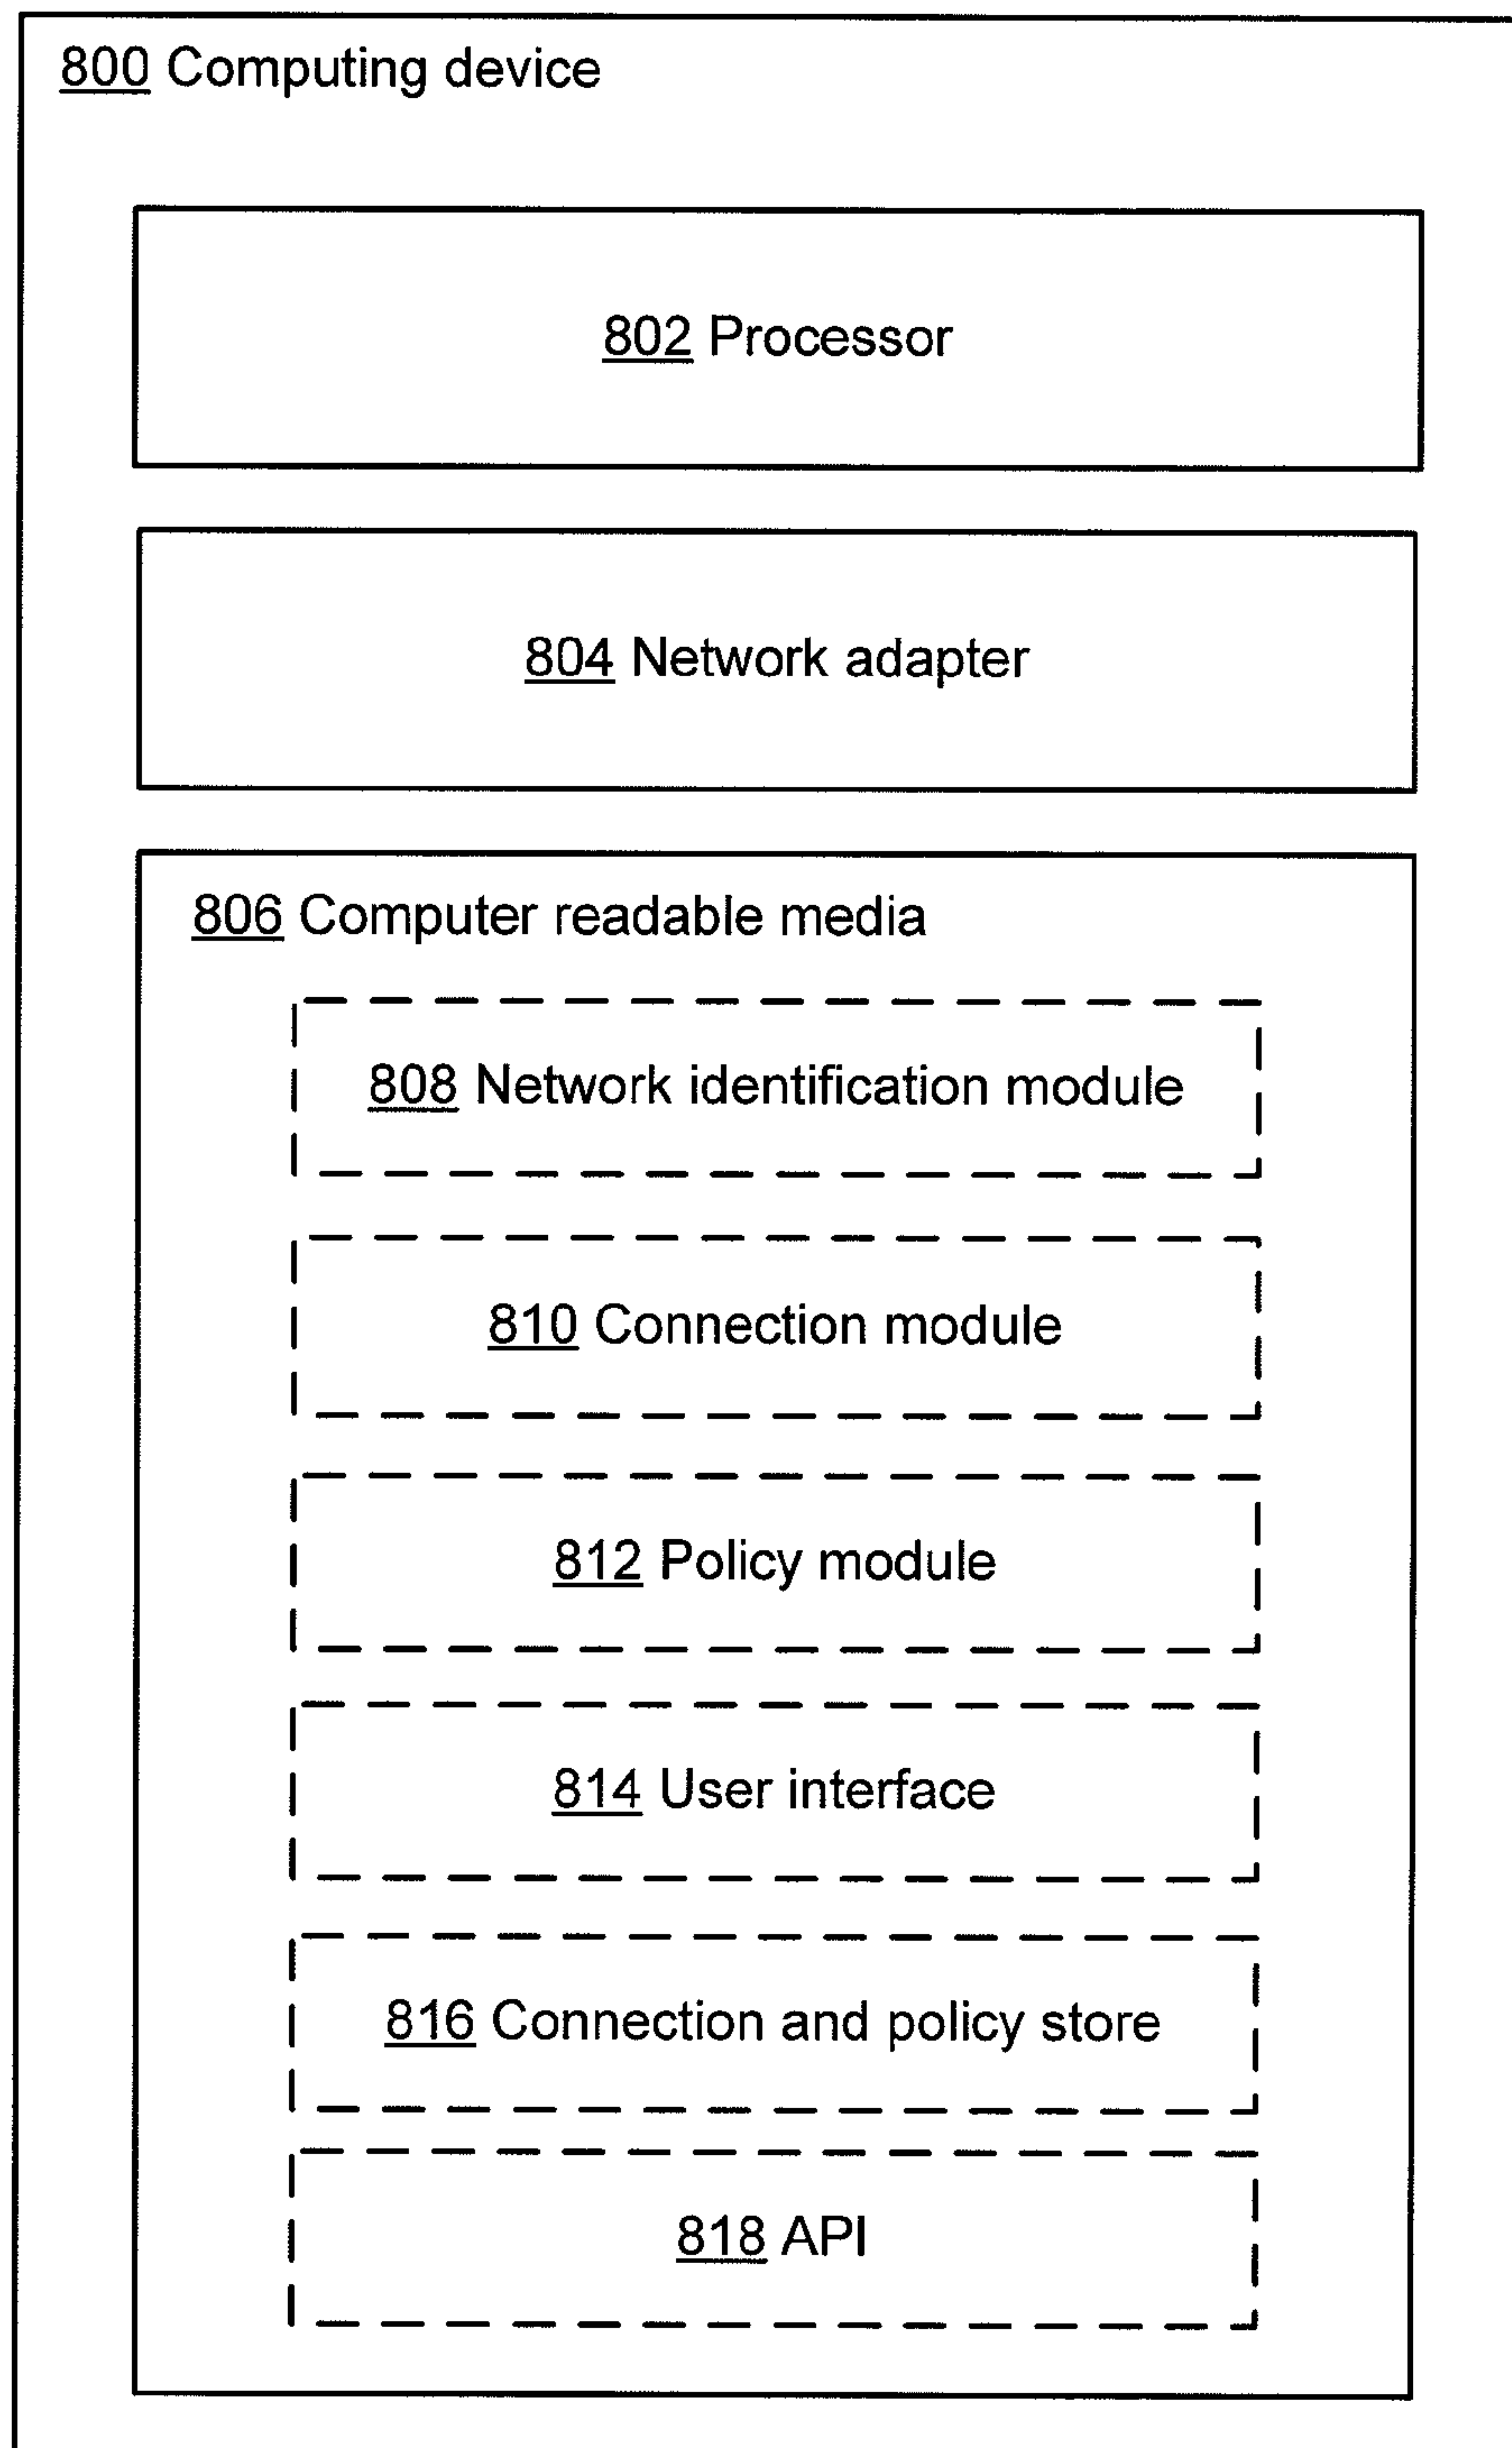 800 Computing device
802 Processor
804 Network adapter
806 Computer readable media
808 Network identification module
810 Connection module
812 Policy module
814 User interface
816 Connection and policy store
818 API